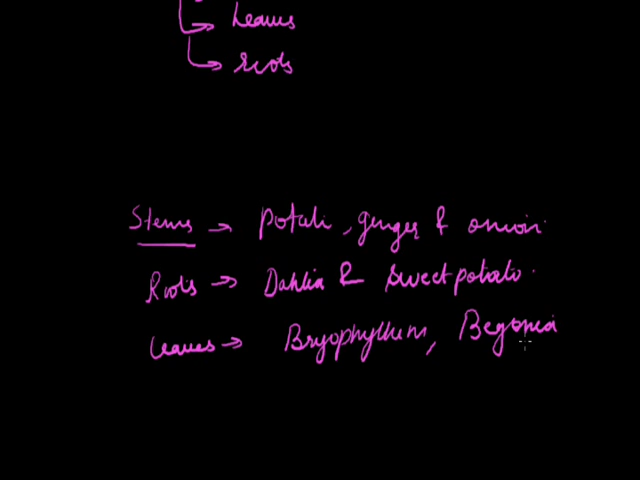 → Leaves
→ Roots
Stems → Potato, ginger & onion
Roots → Dahlia & Sweet potato
leaves → Bryophyllum, Begonia